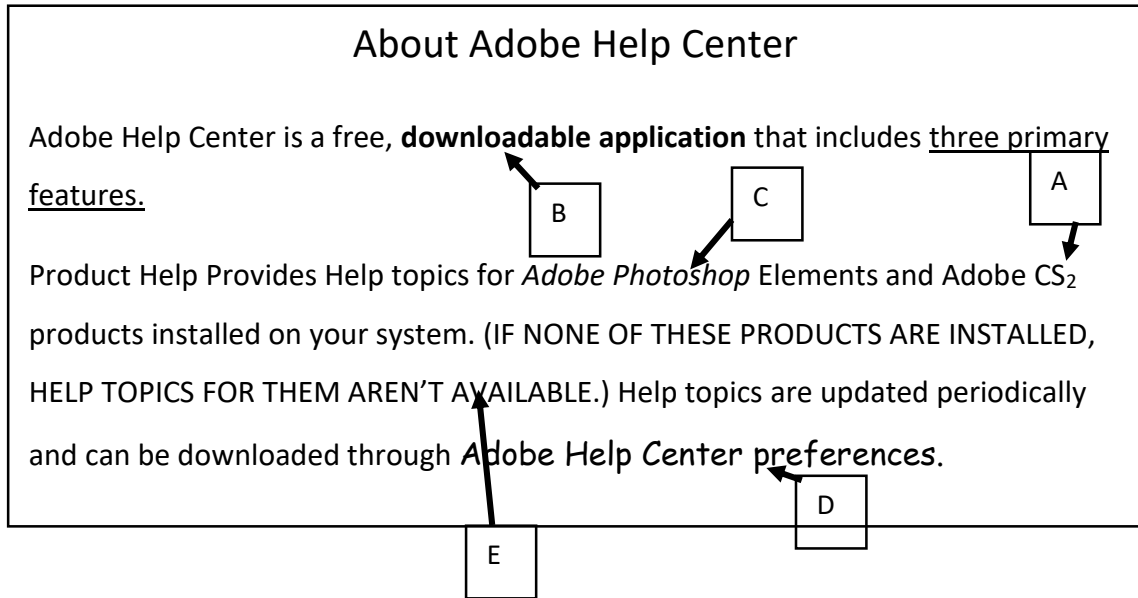 About Adobe Help Center
Adobe Help Center is a free, downloadable application that includes three primary
features.
A
B
C
Product Help Provides Help topics for Adobe Photoshop Elements and Adobe CS₂
products installed on your system. (IF NONE OF THESE PRODUCTS ARE INSTALLED,
HELP TOPICS FOR THEM AREN’T AVAILABLE.) Help topics are updated periodically
and can be downloaded through Adobe Help Center preferences.
D
E